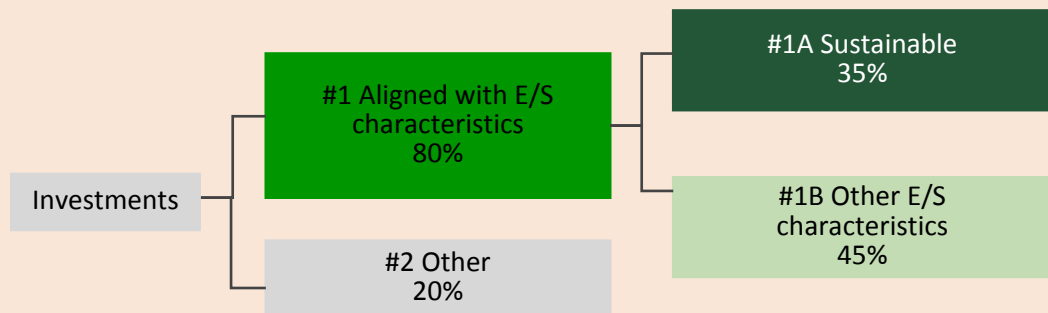 Investments
#1 Aligned with E/S
characteristics
80%
#2 Other
20%
#1A Sustainable
35%
#1B Other E/S
characteristics
45%